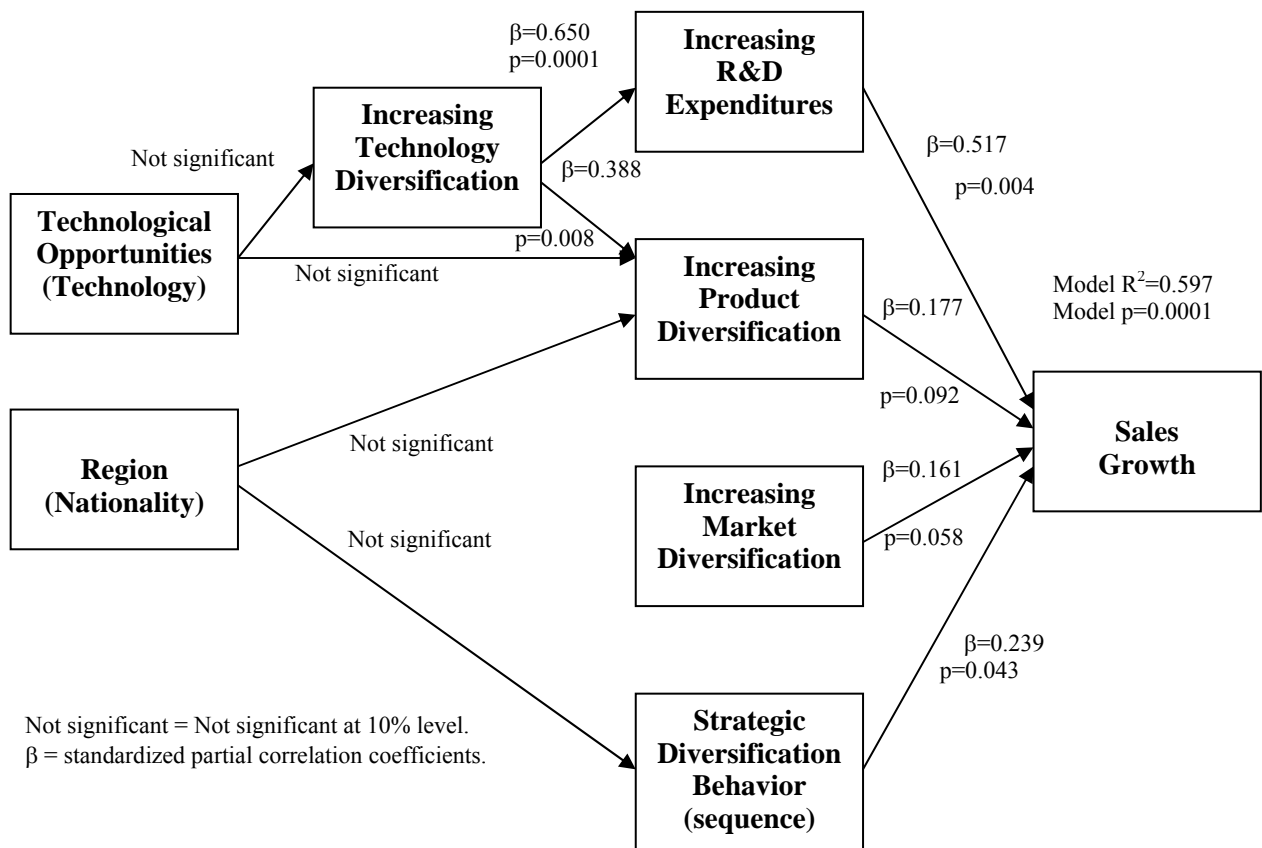 β=0.650
p=0.0001
Increasing
R&D
Expenditures
Increasing
Technology
Diversification
Not significant
β=0.388
β=0.517
p=0.004
Technological
Opportunities
(Technology)
p=0.008
Not significant
Increasing
Product
Diversification
Model R²=0.597
Model p=0.0001
β=0.177
p=0.092
Region
(Nationality)
Not significant
Sales
Growth
Increasing
Market
Diversification
β=0.161
p=0.058
Not significant
β=0.239
p=0.043
Strategic
Diversification
Behavior
(sequence)
Not significant = Not significant at 10% level.
β = standardized partial correlation coefficients.